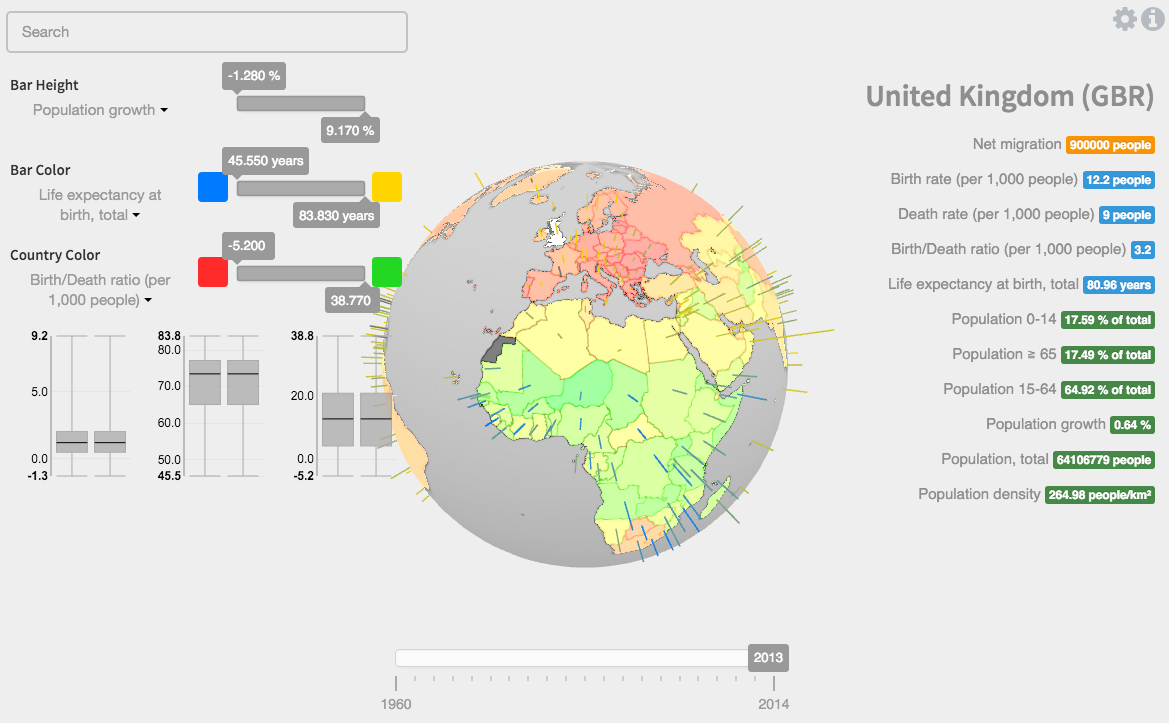 Search
Bar Height
Population growth
-1.280 %
9.170 %
Bar Color
Life expectancy at
birth, total
45.550 years
83.830 years
Country Color
Birth/Death ratio (per
1,000 people)
-5.200
38.770
9.2
5.0
0.0
-1.3
83.8
80.0
70.0
60.0
50.0
45.5
38.8
20.0
0.0
-5.2
United Kingdom (GBR)
Net migration 900000 people
Birth rate (per 1,000 people) 12.2 people
Death rate (per 1,000 people) 9 people
Birth/Death ratio (per 1,000 people) 3.2
Life expectancy at birth, total 80.96 years
Population 0-14 17.59 % of total
Population ≥ 65 17.49 % of total
Population 15-64 64.92 % of total
Population growth 0.64 %
Population, total 64106779 people
Population density 264.98 people/km²
2013
1960
2014